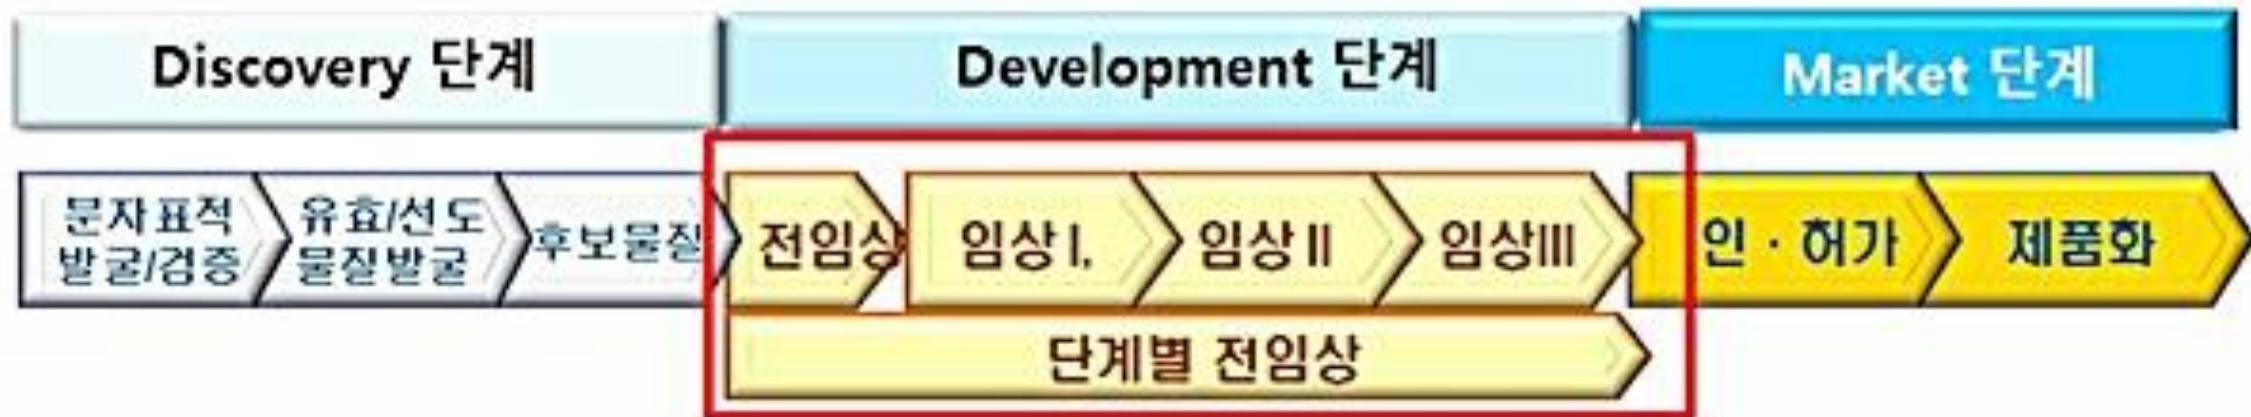 Discovery 단계
Development 단계
Market 단계
문자표적
발굴/검증
유효/선도
물질발굴
후보물질
전임상
임상 I.
임상 II
임상III
인 · 허가
제품화
단계별 전임상